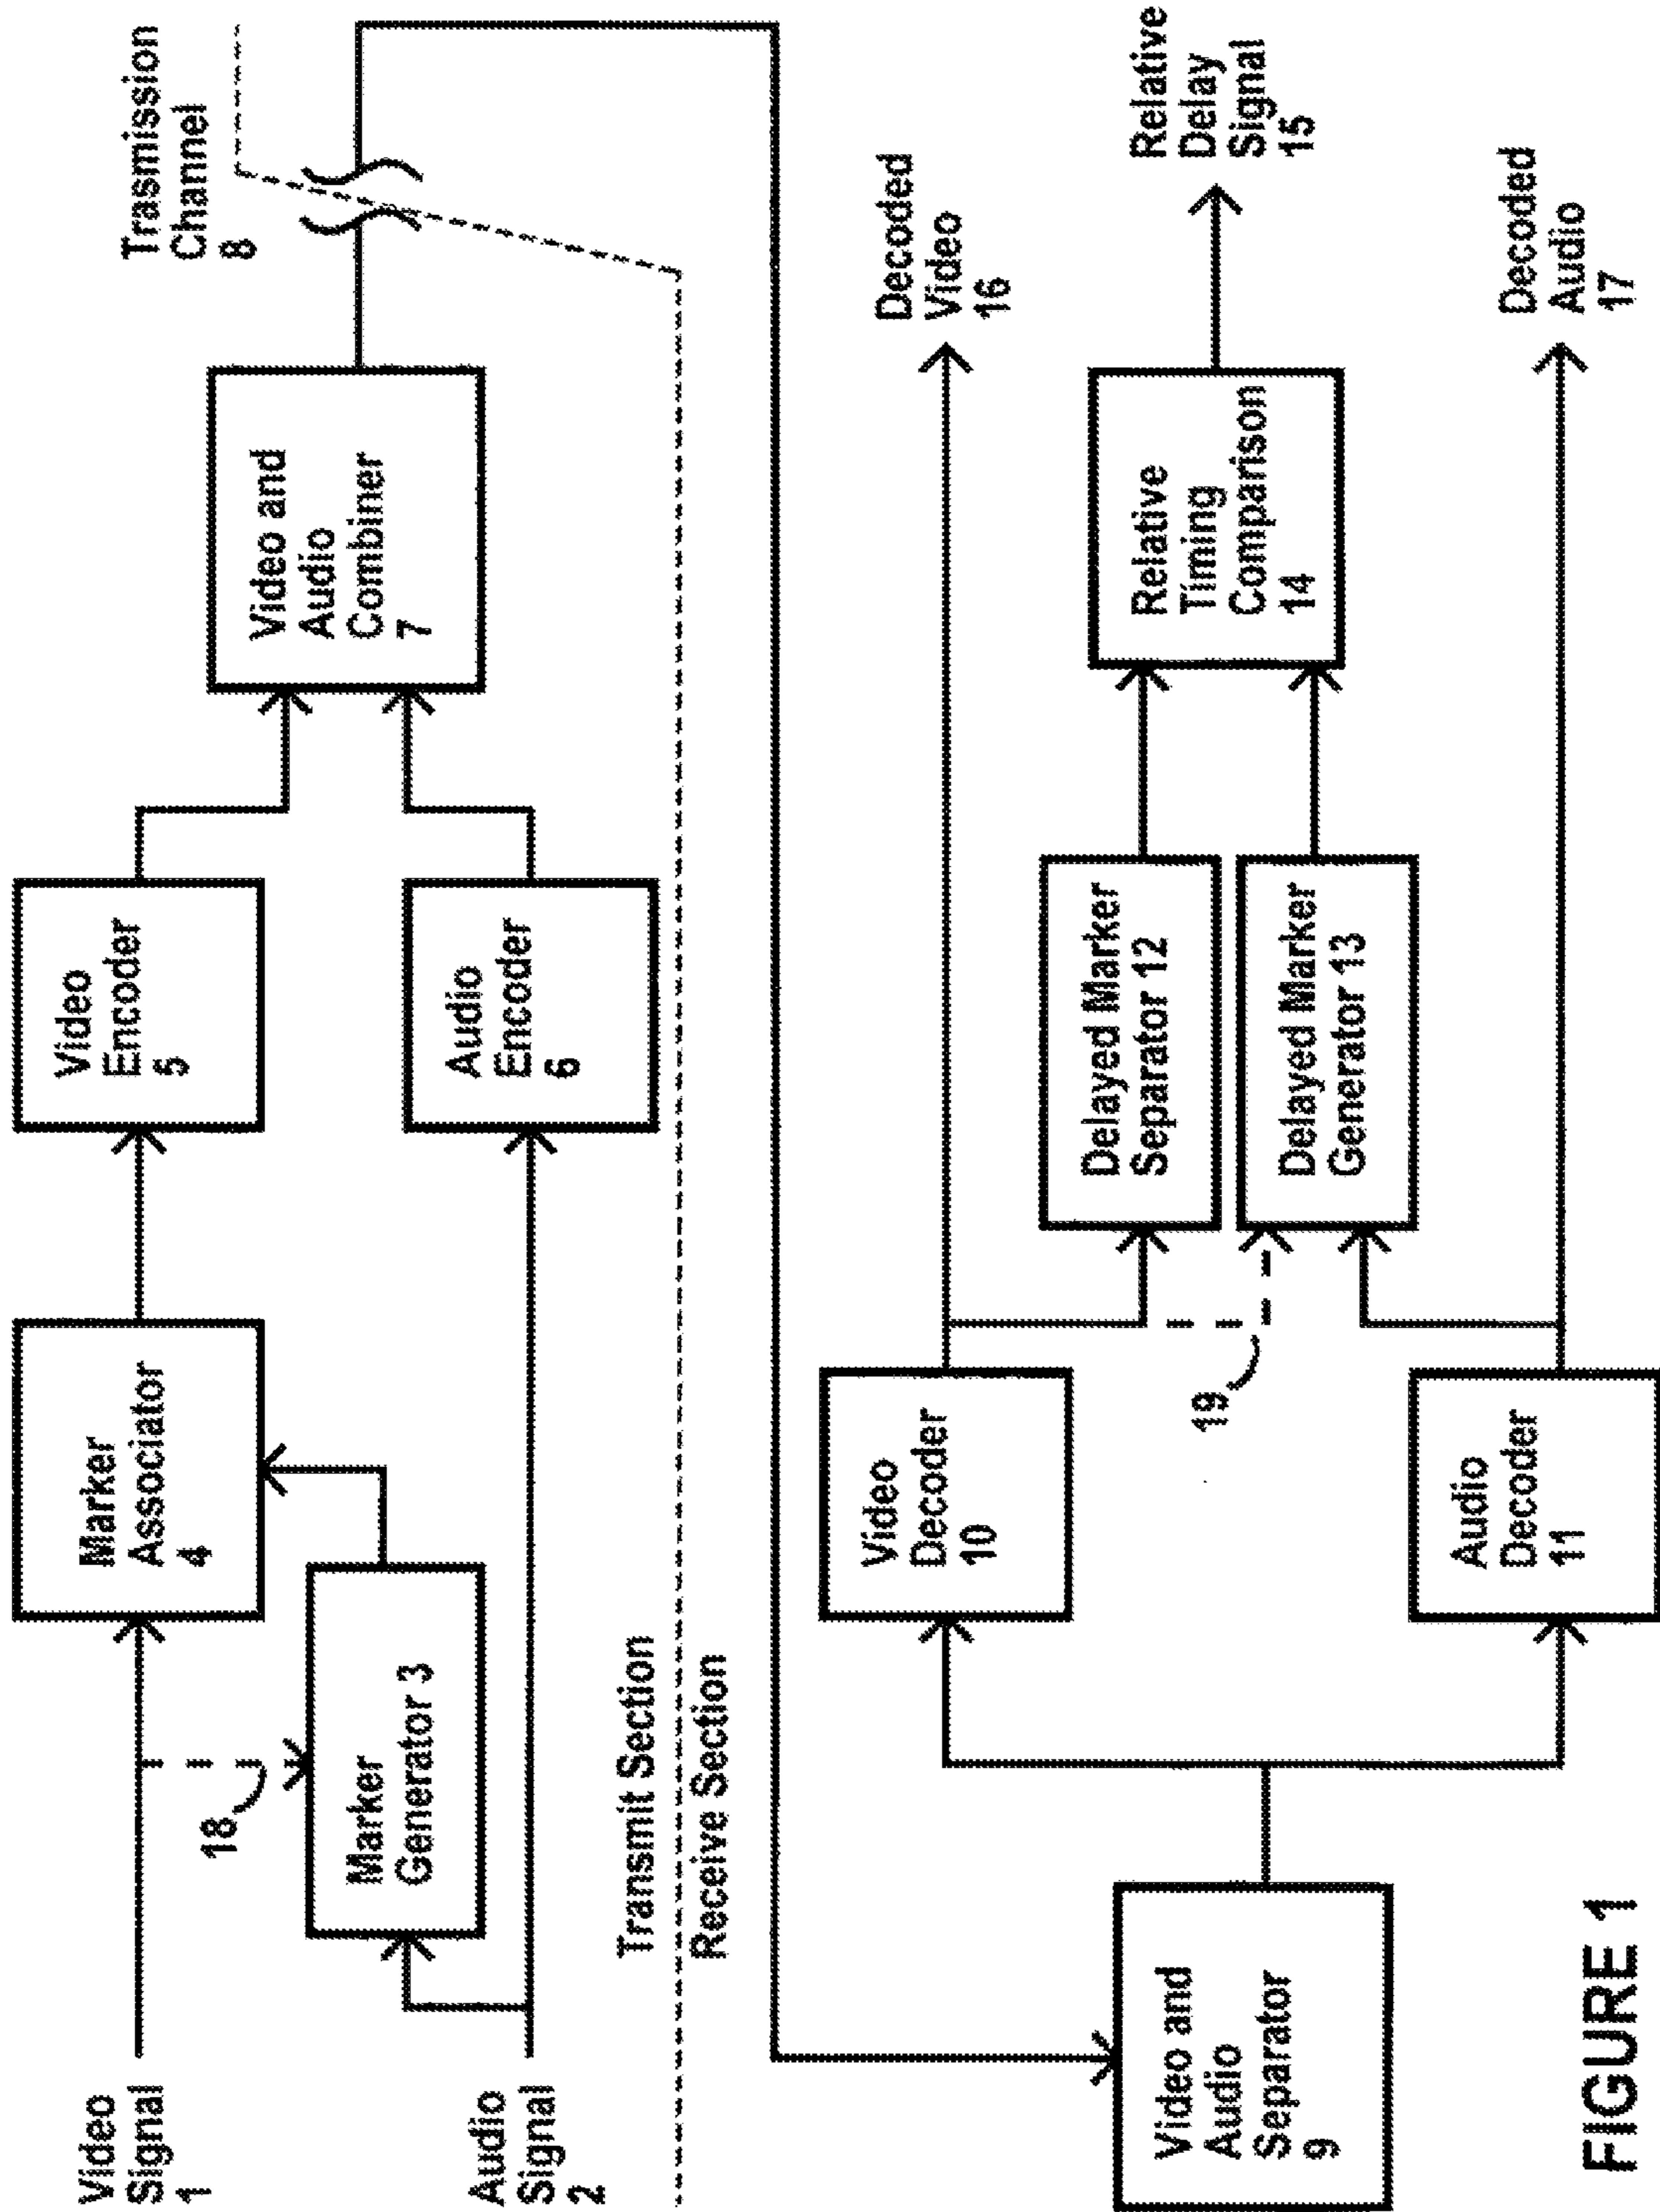 Video
Signal
1
Audio
Signal
2
18
Marker
Generator 3
Marker
Associator
4
Video
Encoder
5
Audio
Encoder
6
Video and
Audio
Combiner
7
Trasmission
Channel
8
Transmit Section
Receive Section
Video and
Audio
Separator
9
Video
Decoder
10
Audio
Decoder
11
19
Delayed Marker
Separator 12
Delayed Marker
Generator 13
Relative
Timing
Comparison
14
Decoded
Video
16
Relative
Delay
Signal
15
Decoded
Audio
17
FIGURE 1